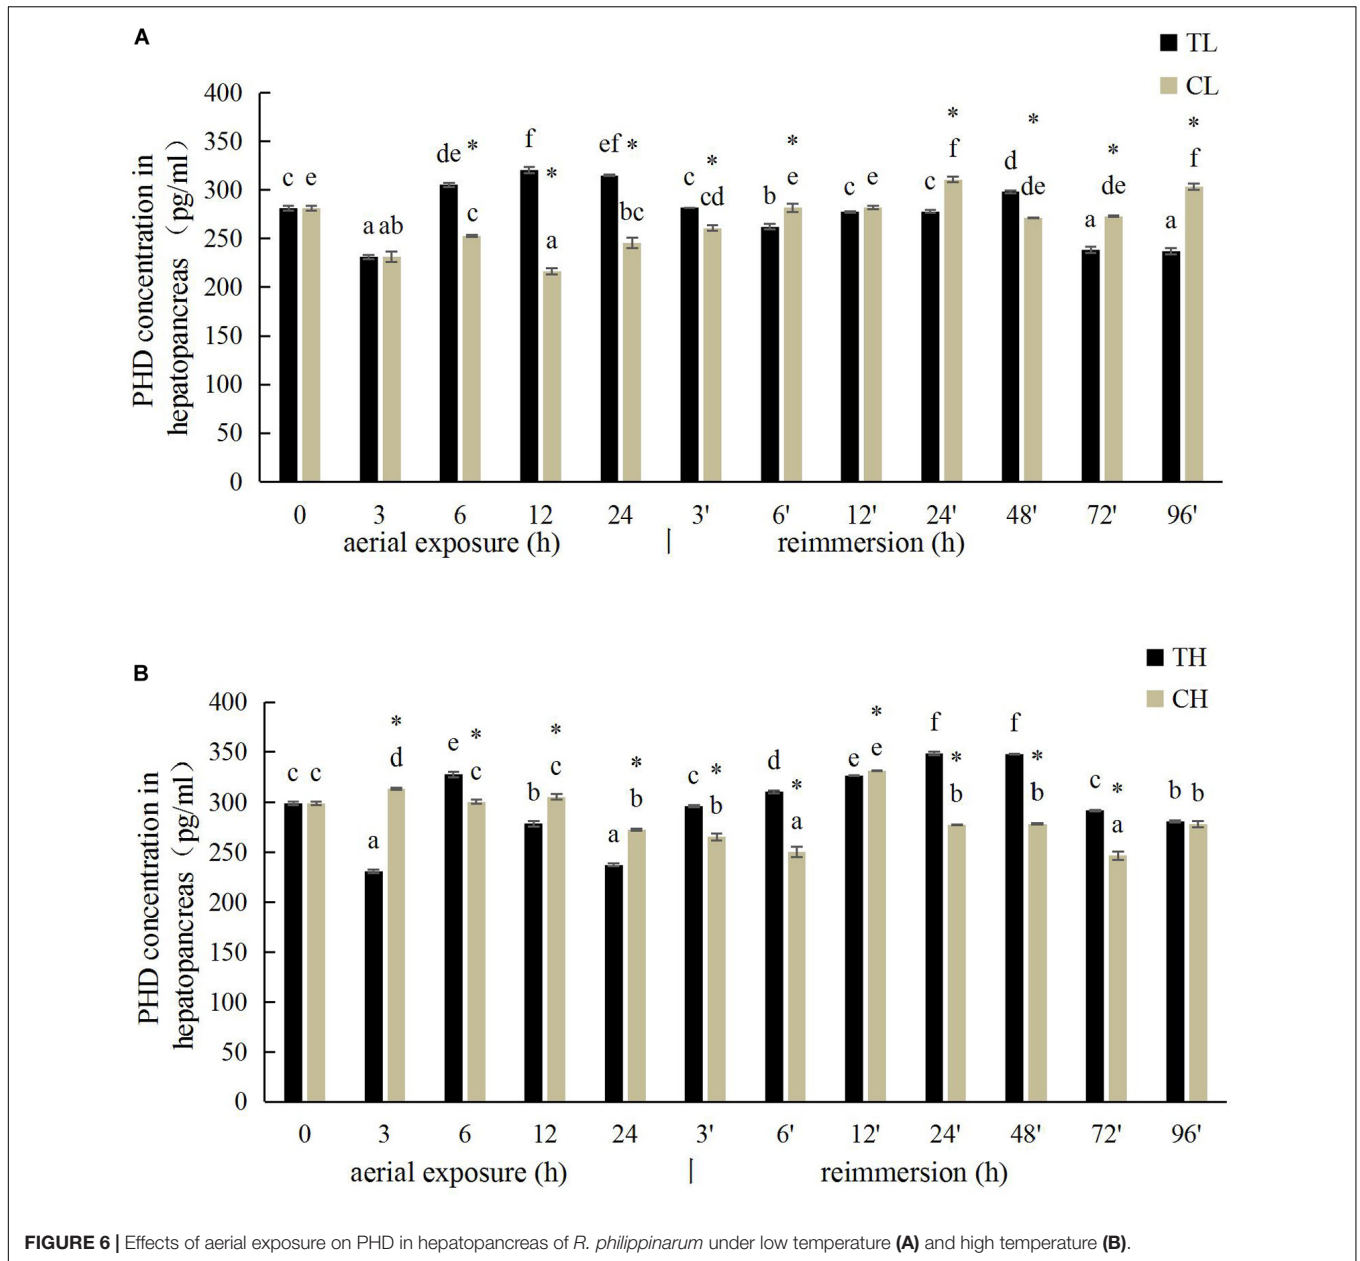 A
TL
CL
PHD concentration in
hepatopancreas（pg/ml）
400
350
300
250
200
150
100
50
0
c e
a ab
de * c
f * a
ef * bc
c * cd
b * e
c e
c * f
d * de
a * de
a * f
0 3 6 12 24 3' 6' 12' 24' 48' 72' 96'
aerial exposure (h) | reimmersion (h)
B
TH
CH
PHD concentration in
hepatopancreas（pg/ml）
400
350
300
250
200
150
100
50
0
c c
a * d
e * c
b * c
a * b
c * b
d * a
e * e
f * b
f * b
c * a
b b
0 3 6 12 24 3' 6' 12' 24' 48' 72' 96'
aerial exposure (h) | reimmersion (h)
FIGURE 6 | Effects of aerial exposure on PHD in hepatopancreas of R. philippinarum under low temperature (A) and high temperature (B).